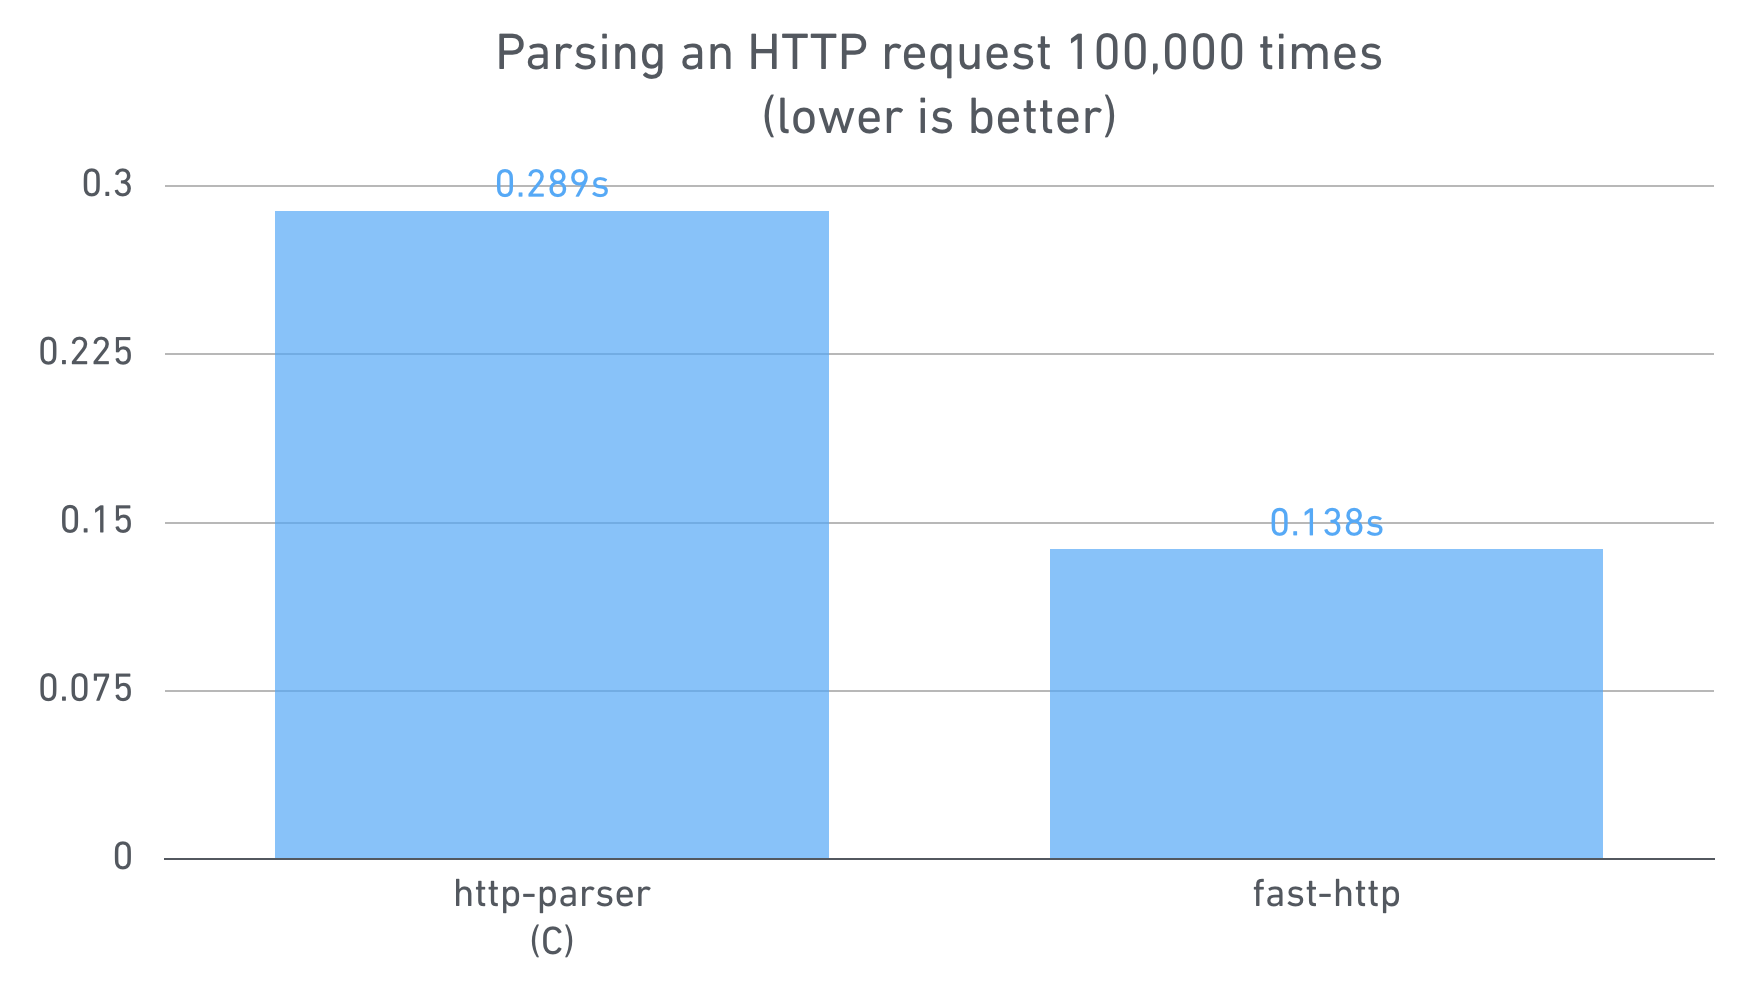 Parsing an HTTP request 100,000 times
(lower is better)
0.3
0.289s
0.225
0.15
0.138s
0.075
0
http-parser
(C)
fast-http